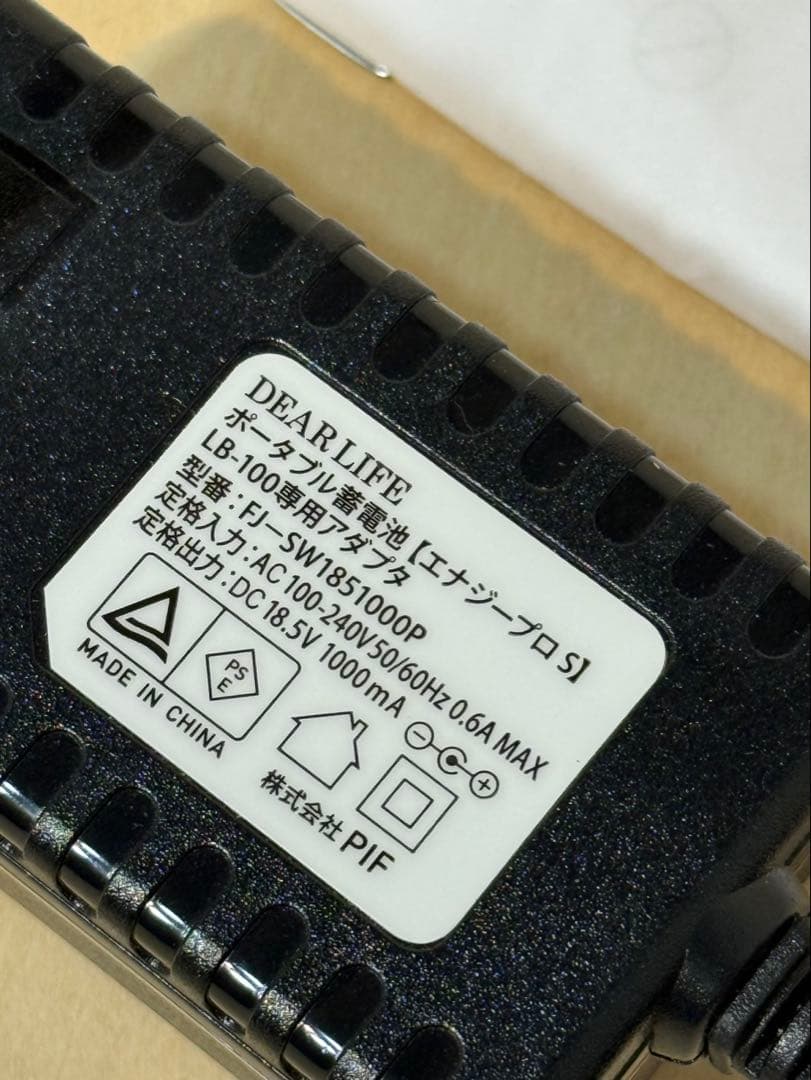 DEAR LIFE
ポータブル蓄電池【エナジープロ S】
LB-100専用アダプタ
型番：FJ－SW1851000P
定格入力：AC 100-240V50/60Hz 0.6A MAX
定格出力：DC 18.5V 1000mA
PS
E
MADE IN CHINA
株式会社 PIF